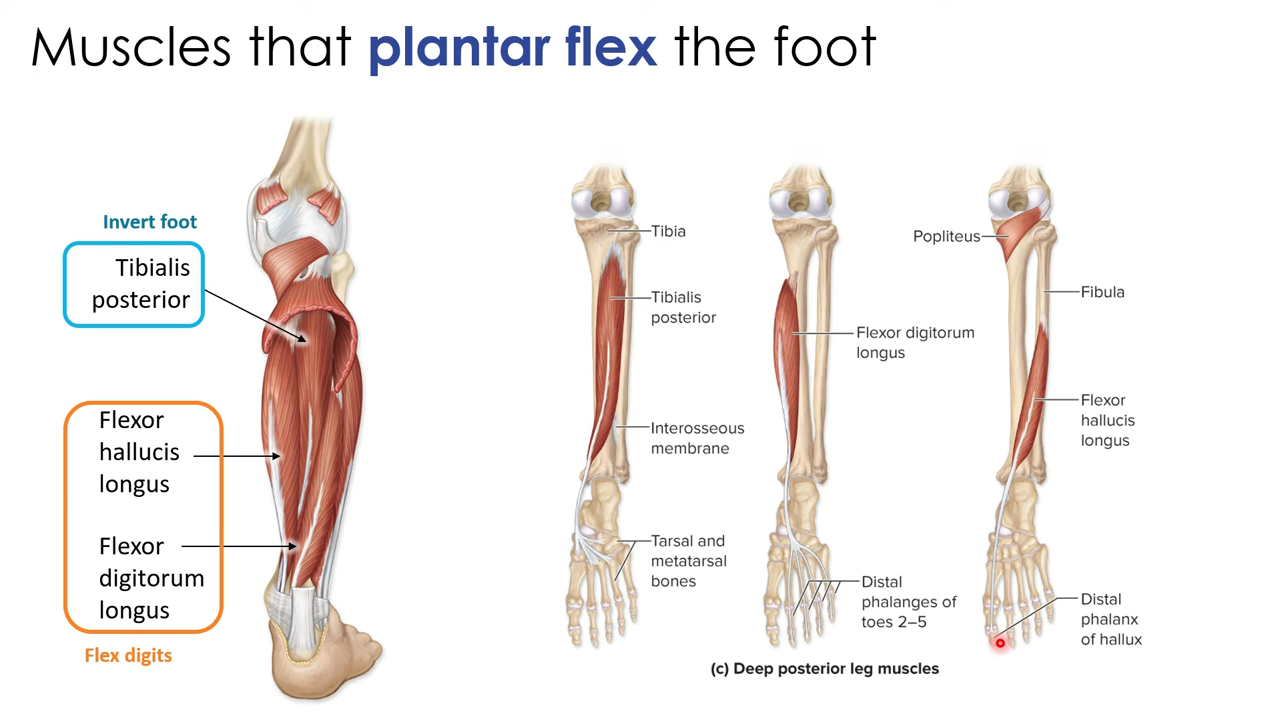 Muscles that plantar flex the foot
Invert foot
Tibialis
posterior
Flexor
hallucis
longus
Flexor
digitorum
longus
Flex digits
Tibia
Tibialis
posterior
Interosseous
membrane
Tarsal and
metatarsal
bones
Flexor digitorum
longus
Distal
phalanges of
toes 2–5
Popliteus
Fibula
Flexor
hallucis
longus
Distal
phalanx
of hallux
(c) Deep posterior leg muscles